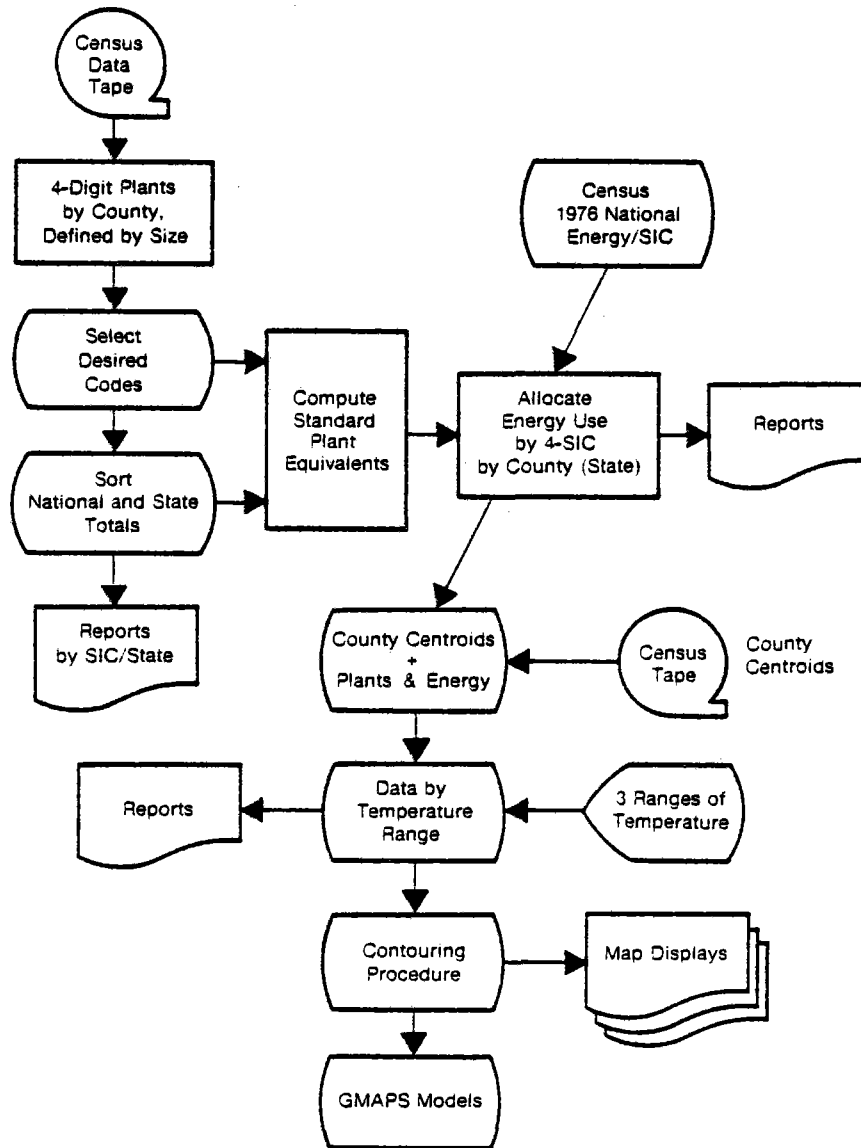 Census
Data
Tape
4-Digit Plants
by County,
Defined by Size
Census
1976 National
Energy/SIC
Select
Desired
Codes
Compute
Standard
Plant
Equivalents
Allocate
Energy Use
by 4-SIC
by County (State)
Reports
Sort
National and State
Totals
Reports
by SIC/State
County Centroids
+
Plants & Energy
Census
Tape
County
Centroids
Reports
Data by
Temperature
Range
3 Ranges of
Temperature
Contouring
Procedure
Map Displays
GMAPS Models